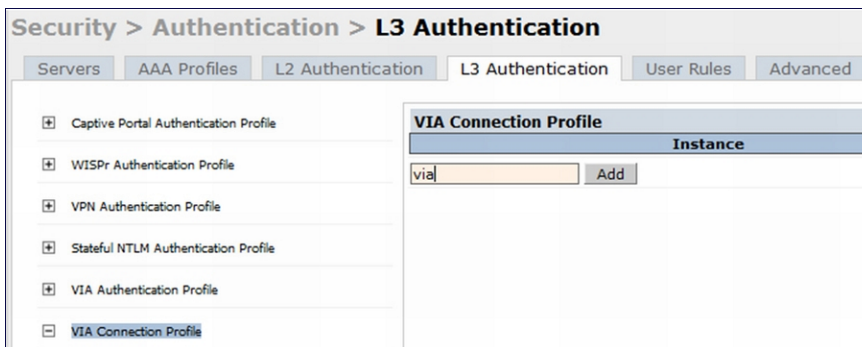 Security > Authentication > L3 Authentication
Servers AAA Profiles L2 Authentication L3 Authentication User Rules Advanced
Captive Portal Authentication Profile
WISPr Authentication Profile
VPN Authentication Profile
Stateful NTLM Authentication Profile
VIA Authentication Profile
VIA Connection Profile
VIA Connection Profile
Instance
via Add